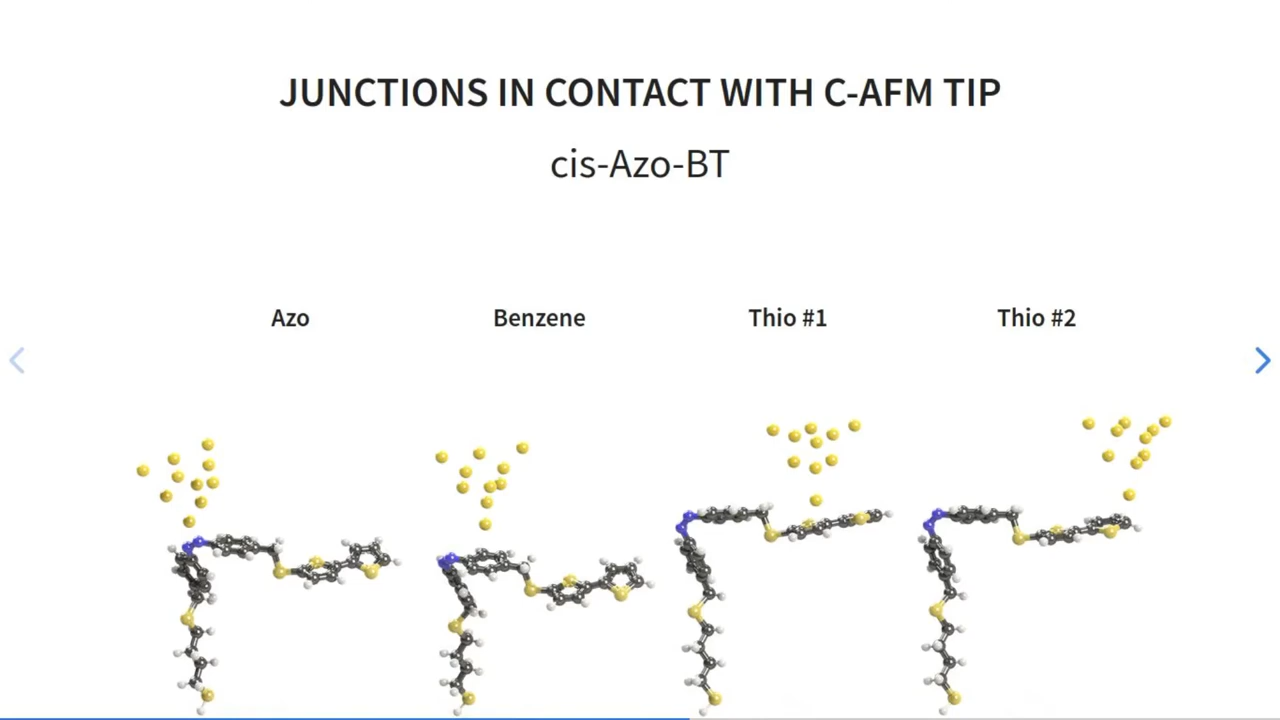 JUNCTIONS IN CONTACT WITH C-AFM TIP
cis-Azo-BT
Azo Benzene Thio #1 Thio #2